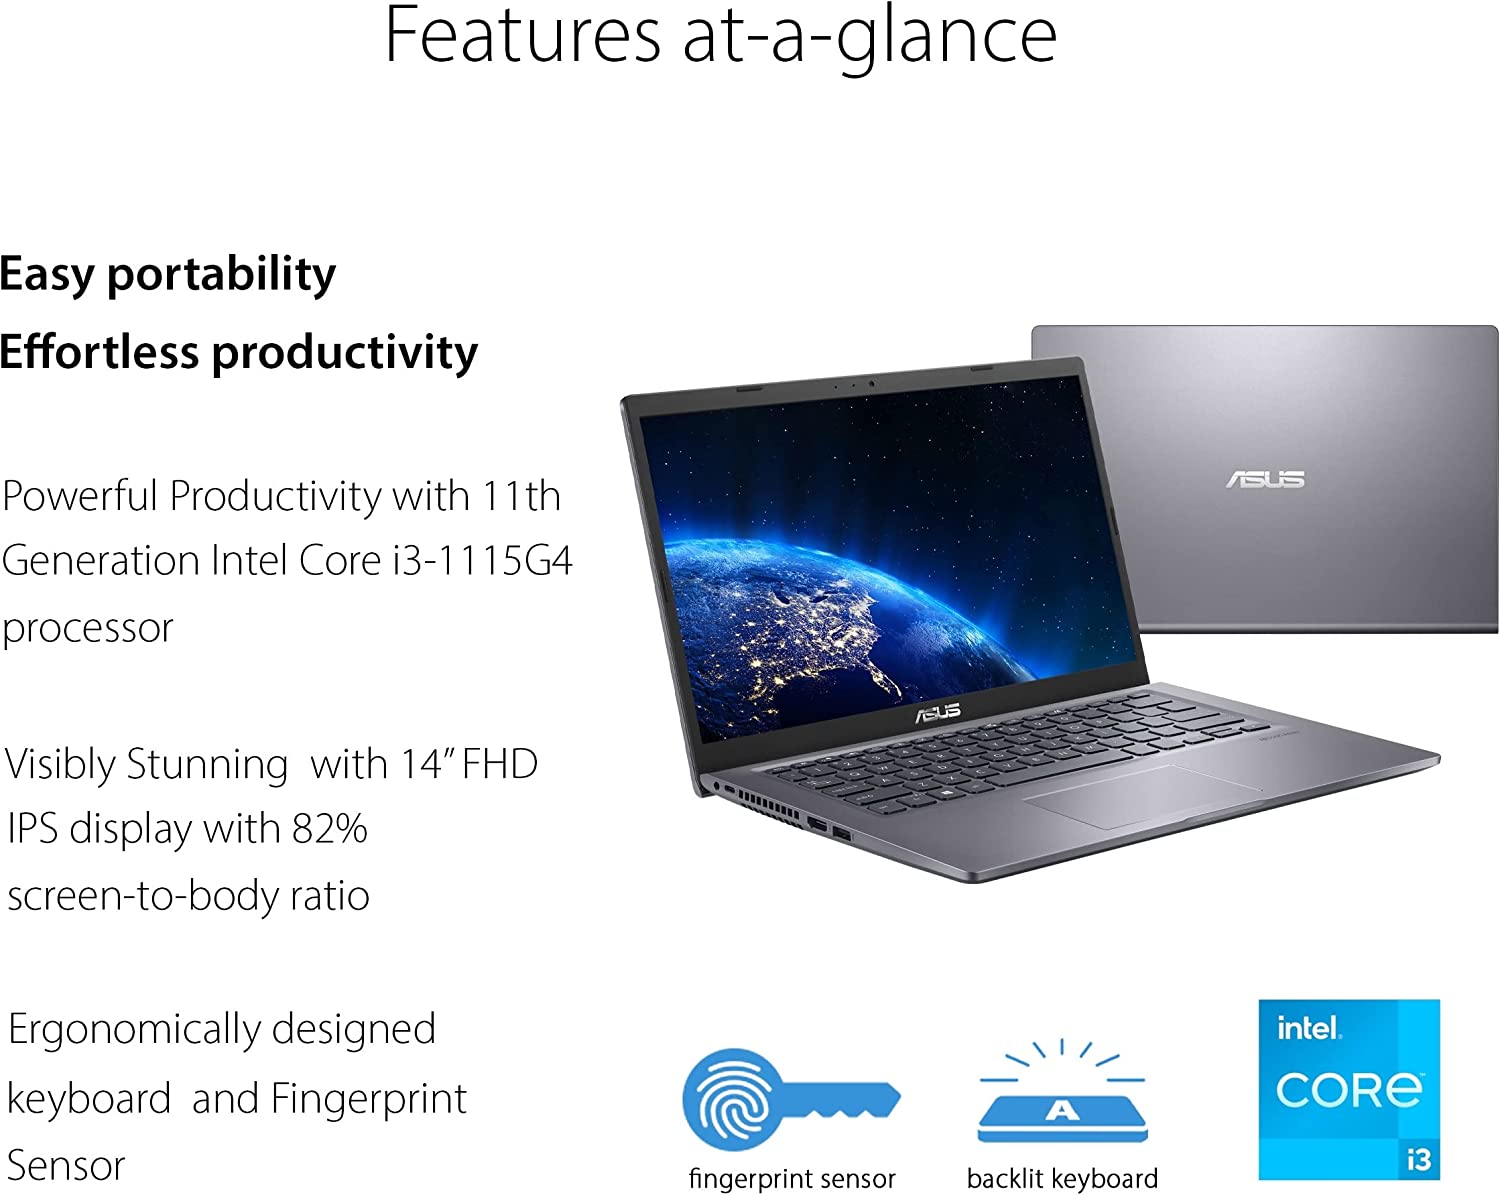 Features at-a-glance
Easy portability
Effortless productivity
Powerful Productivity with 11th
Generation Intel Core i3-1115G4
processor
Visibly Stunning with 14” FHD
IPS display with 82%
screen-to-body ratio
Ergonomically designed
keyboard and Fingerprint
Sensor
ASUS
ASUS
fingerprint sensor
A
backlit keyboard
intel.
CORE™
i3